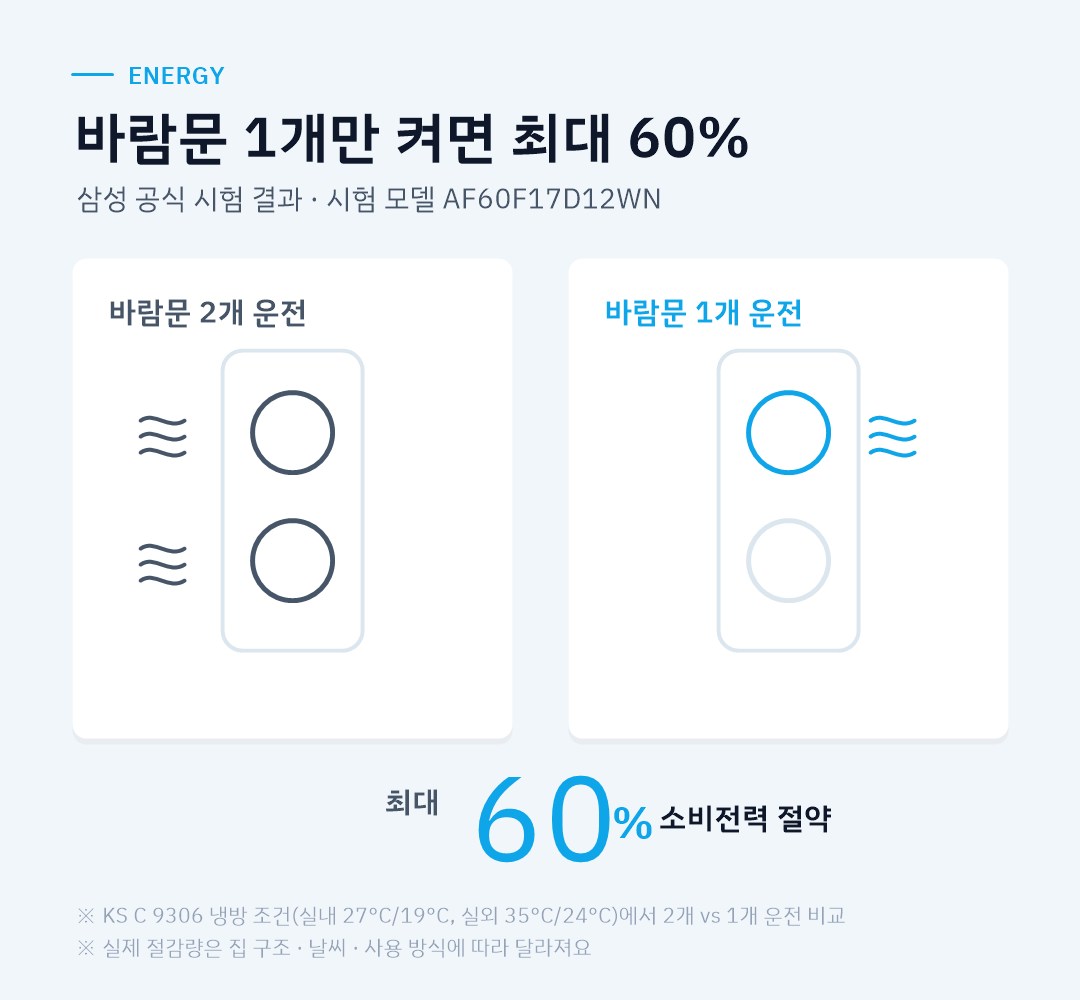 ENERGY
바람문 1개만 켜면 최대 60%
삼성 공식 시험 결과 · 시험 모델 AF60F17D12WN
바람문 2개 운전
바람문 1개 운전
최대 60% 소비전력 절약
※ KS C 9306 냉방 조건(실내 27°C/19°C, 실외 35°C/24°C)에서 2개 vs 1개 운전 비교
※ 실제 절감량은 집 구조 · 날씨 · 사용 방식에 따라 달라져요